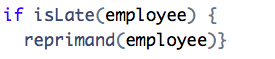 if isLate(employee) {
  reprimand(employee)}